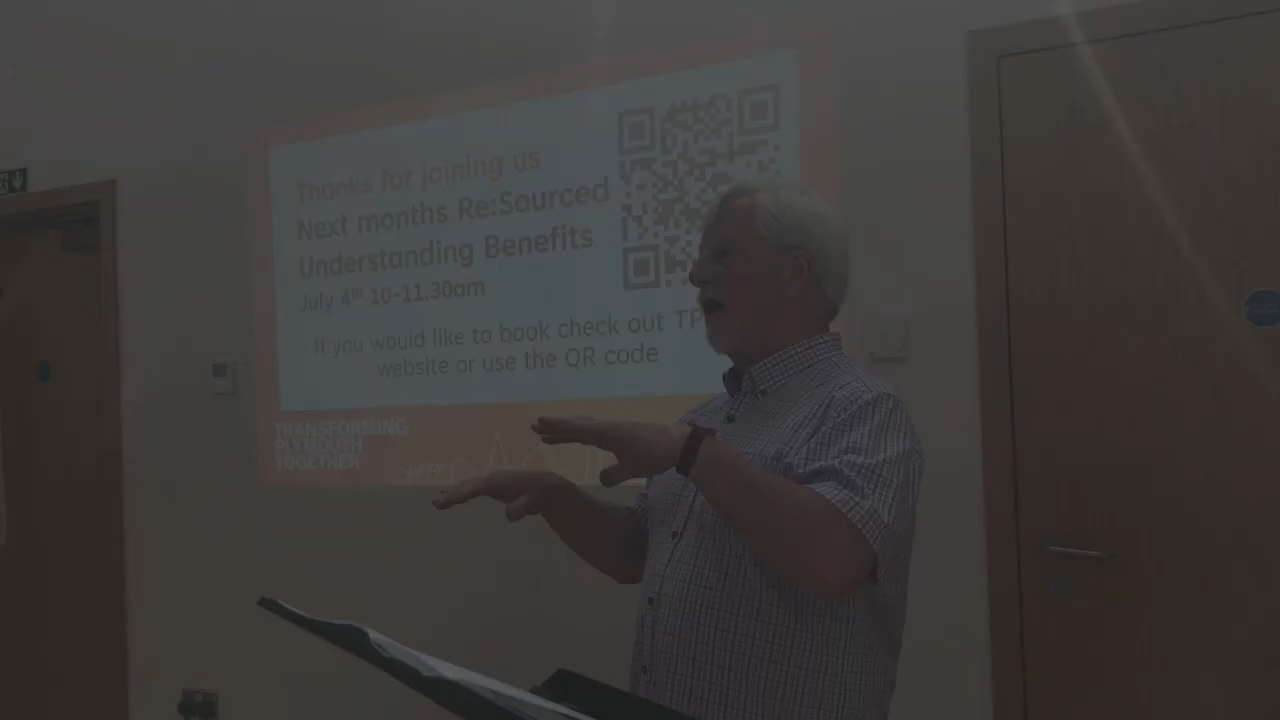 Thanks for joining us
Next months Re:Sourced
Understanding Benefits
July 4th 10-11.30am
If you would like to book check out TP
website or use the QR code
TRANSFORMING
PLYMOUTH
TOGETHER